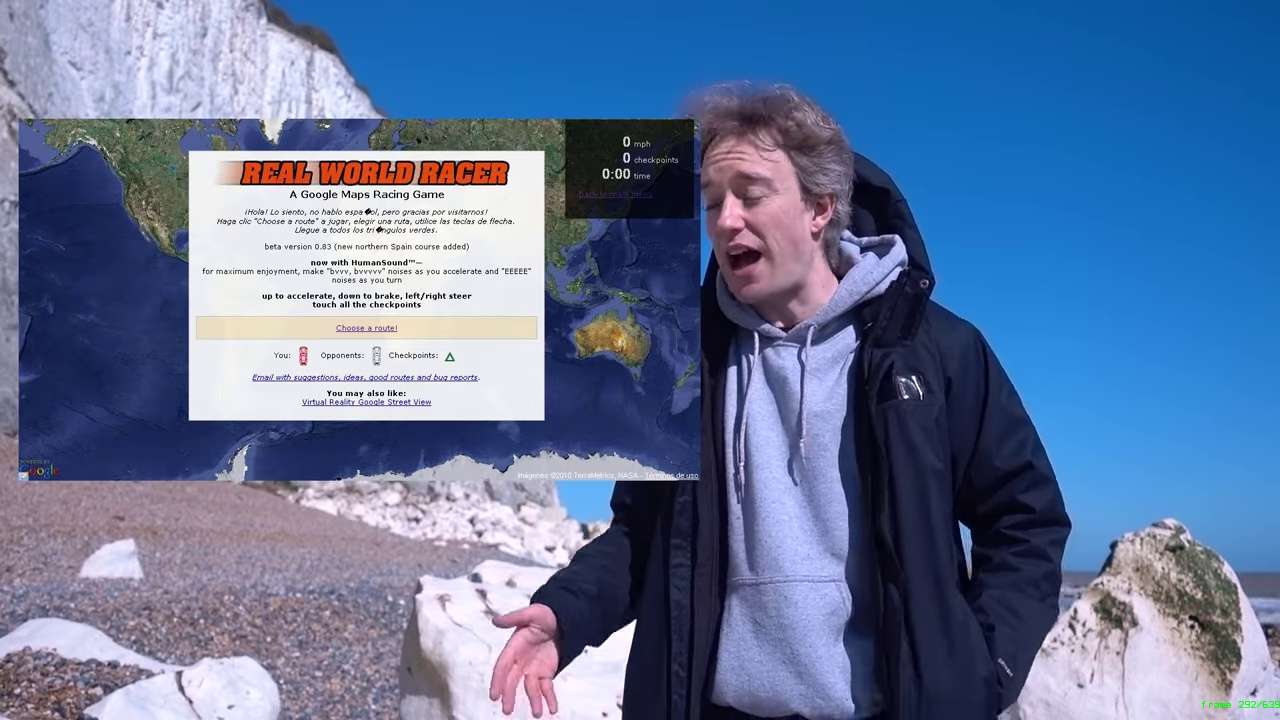 REAL WORLD RACER
A Google Maps Racing Game
¡Hola! Lo siento, no hablo espa�ol, pero gracias por visitarnos!
Haga clic "Choose a route" a jugar, elegir una ruta, utilice las teclas de flecha.
Llegue a todos los tri�ngulos verdes.
beta version 0.83 (new northern Spain course added)
now with HumanSound™—
for maximum enjoyment, make "bvvv, bvvvvv" noises as you accelerate and "EEEEE"
noises as you turn
up to accelerate, down to brake, left/right steer
touch all the checkpoints
Choose a route!
You: Opponents: Checkpoints:
Email with suggestions, ideas, good routes and bug reports.
You may also like:
Virtual Reality Google Street View
0 mph
0 checkpoints
0:00 time
POWERED BY
Google
Imágenes ©2010 TerraMetrics, NASA - Términos de uso
frame 292/639